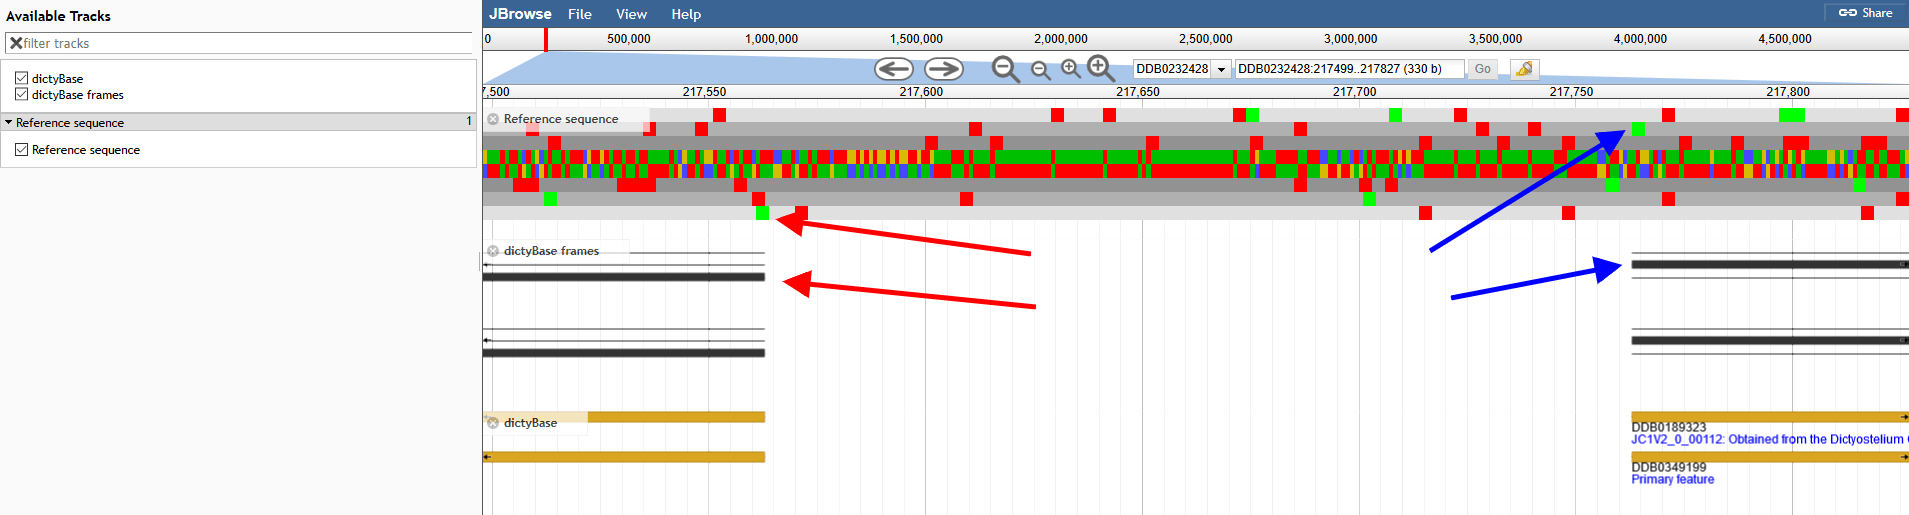 Available Tracks
filter tracks
dictyBase
dictyBase frames
Reference sequence 1
Reference sequence
JBrowse File View Help Share
0 500,000 1,000,000 1,500,000 2,000,000 2,500,000 3,000,000 3,500,000 4,000,000 4,500,000
DDB0232428 DDB0232428:217499..217827 (330 b) Go
7,500 217,550 217,600 217,650 217,700 217,750 217,800
Reference sequence
dictyBase frames
dictyBase
DDB0189323
JC1V2_0_00112: Obtained from the Dictyostelium
DDB0349199
Primary feature